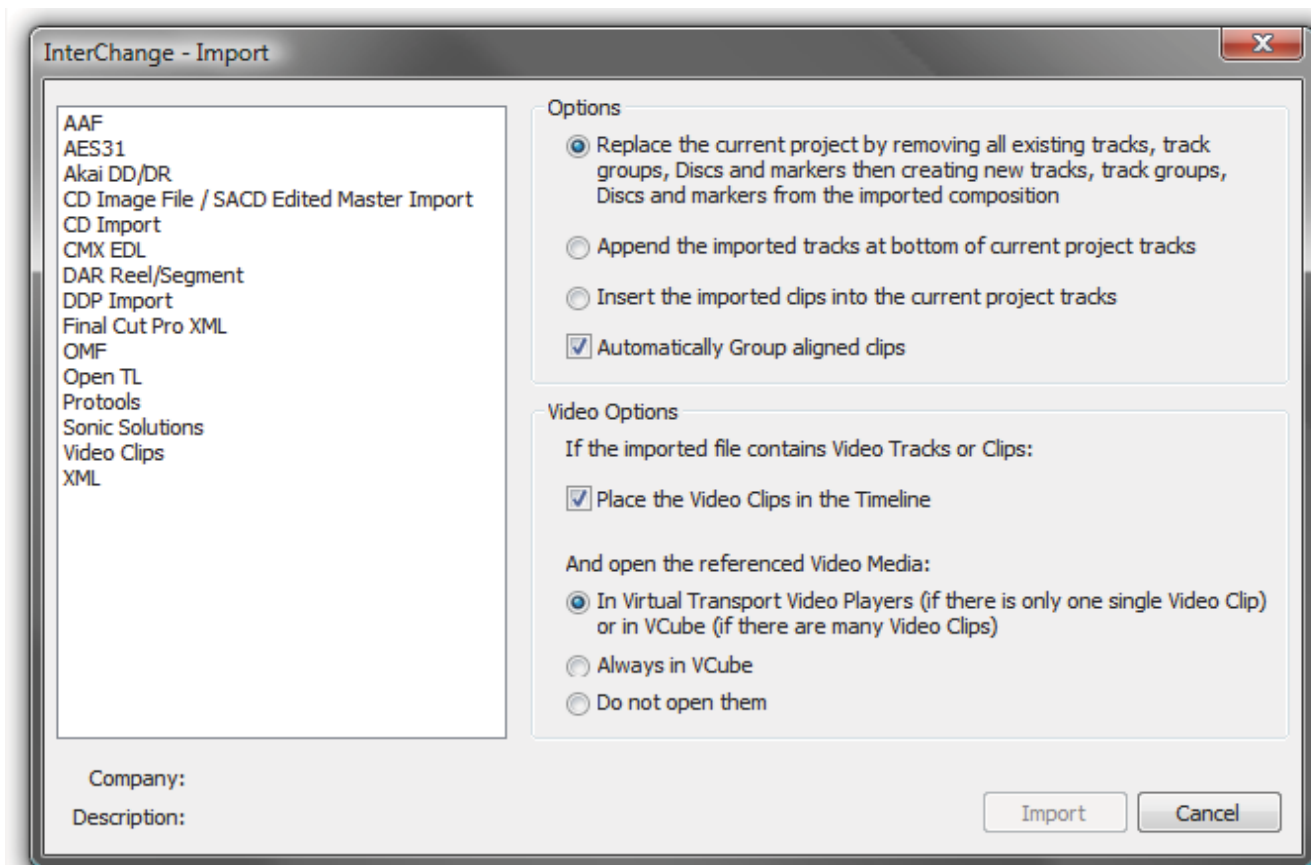 InterChange - Import
AAF
AES31
Akai DD/DR
CD Image File / SACD Edited Master Import
CD Import
CMX EDL
DAR Reel/Segment
DDP Import
Final Cut Pro XML
OMF
Open TL
Protools
Sonic Solutions
Video Clips
XML
Company:
Description:
Options
Replace the current project by removing all existing tracks, track
groups, Discs and markers then creating new tracks, track groups,
Discs and markers from the imported composition
Append the imported tracks at bottom of current project tracks
Insert the imported clips into the current project tracks
Automatically Group aligned clips
Video Options
If the imported file contains Video Tracks or Clips:
Place the Video Clips in the Timeline
And open the referenced Video Media:
In Virtual Transport Video Players (if there is only one single Video Clip)
or in VCube (if there are many Video Clips)
Always in VCube
Do not open them
Import
Cancel